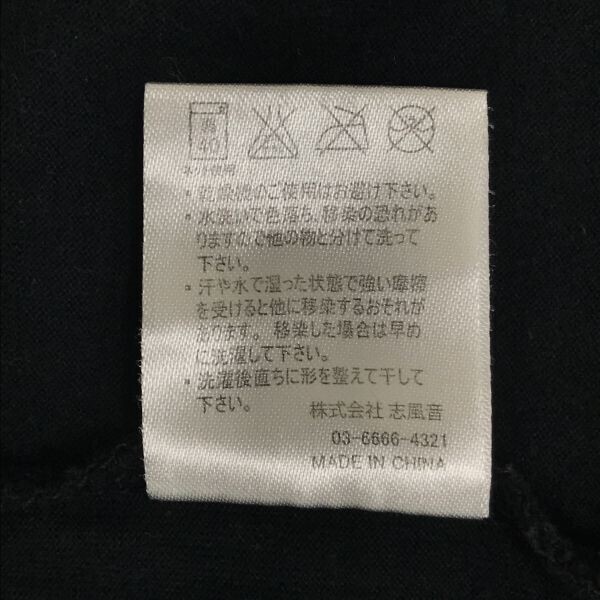 弱
40
ネット使用
・乾燥機のご使用はお避け下さい。
・水洗いで色落ち、移染の恐れがあ
りますので他の物と分けて洗って
下さい。
・汗や水で湿った状態で強い摩擦
を受けると他に移染するおそれが
あります。移染した場合は早め
に洗濯して下さい。
・洗濯後直ちに形を整えて干して
下さい。
株式会社 志風音
03-6666-4321
MADE IN CHINA